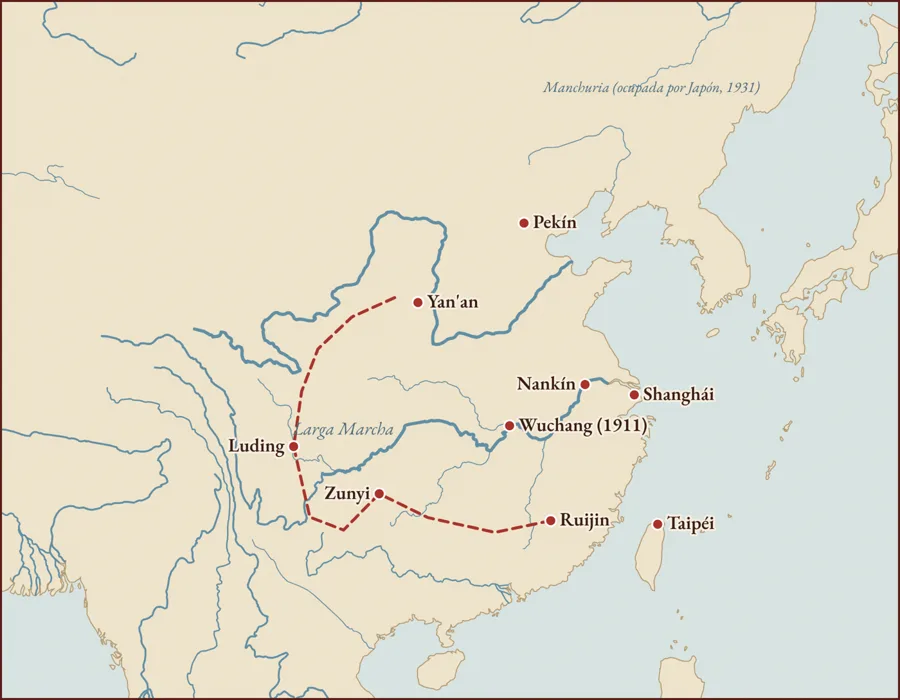 Manchuria (ocupada por Japón, 1931)
Pekín
Yan'an
Nankín
Shanghái
Wuchang (1911)
Larga Marcha
Luding
Zunyi
Ruijin
Taipéi